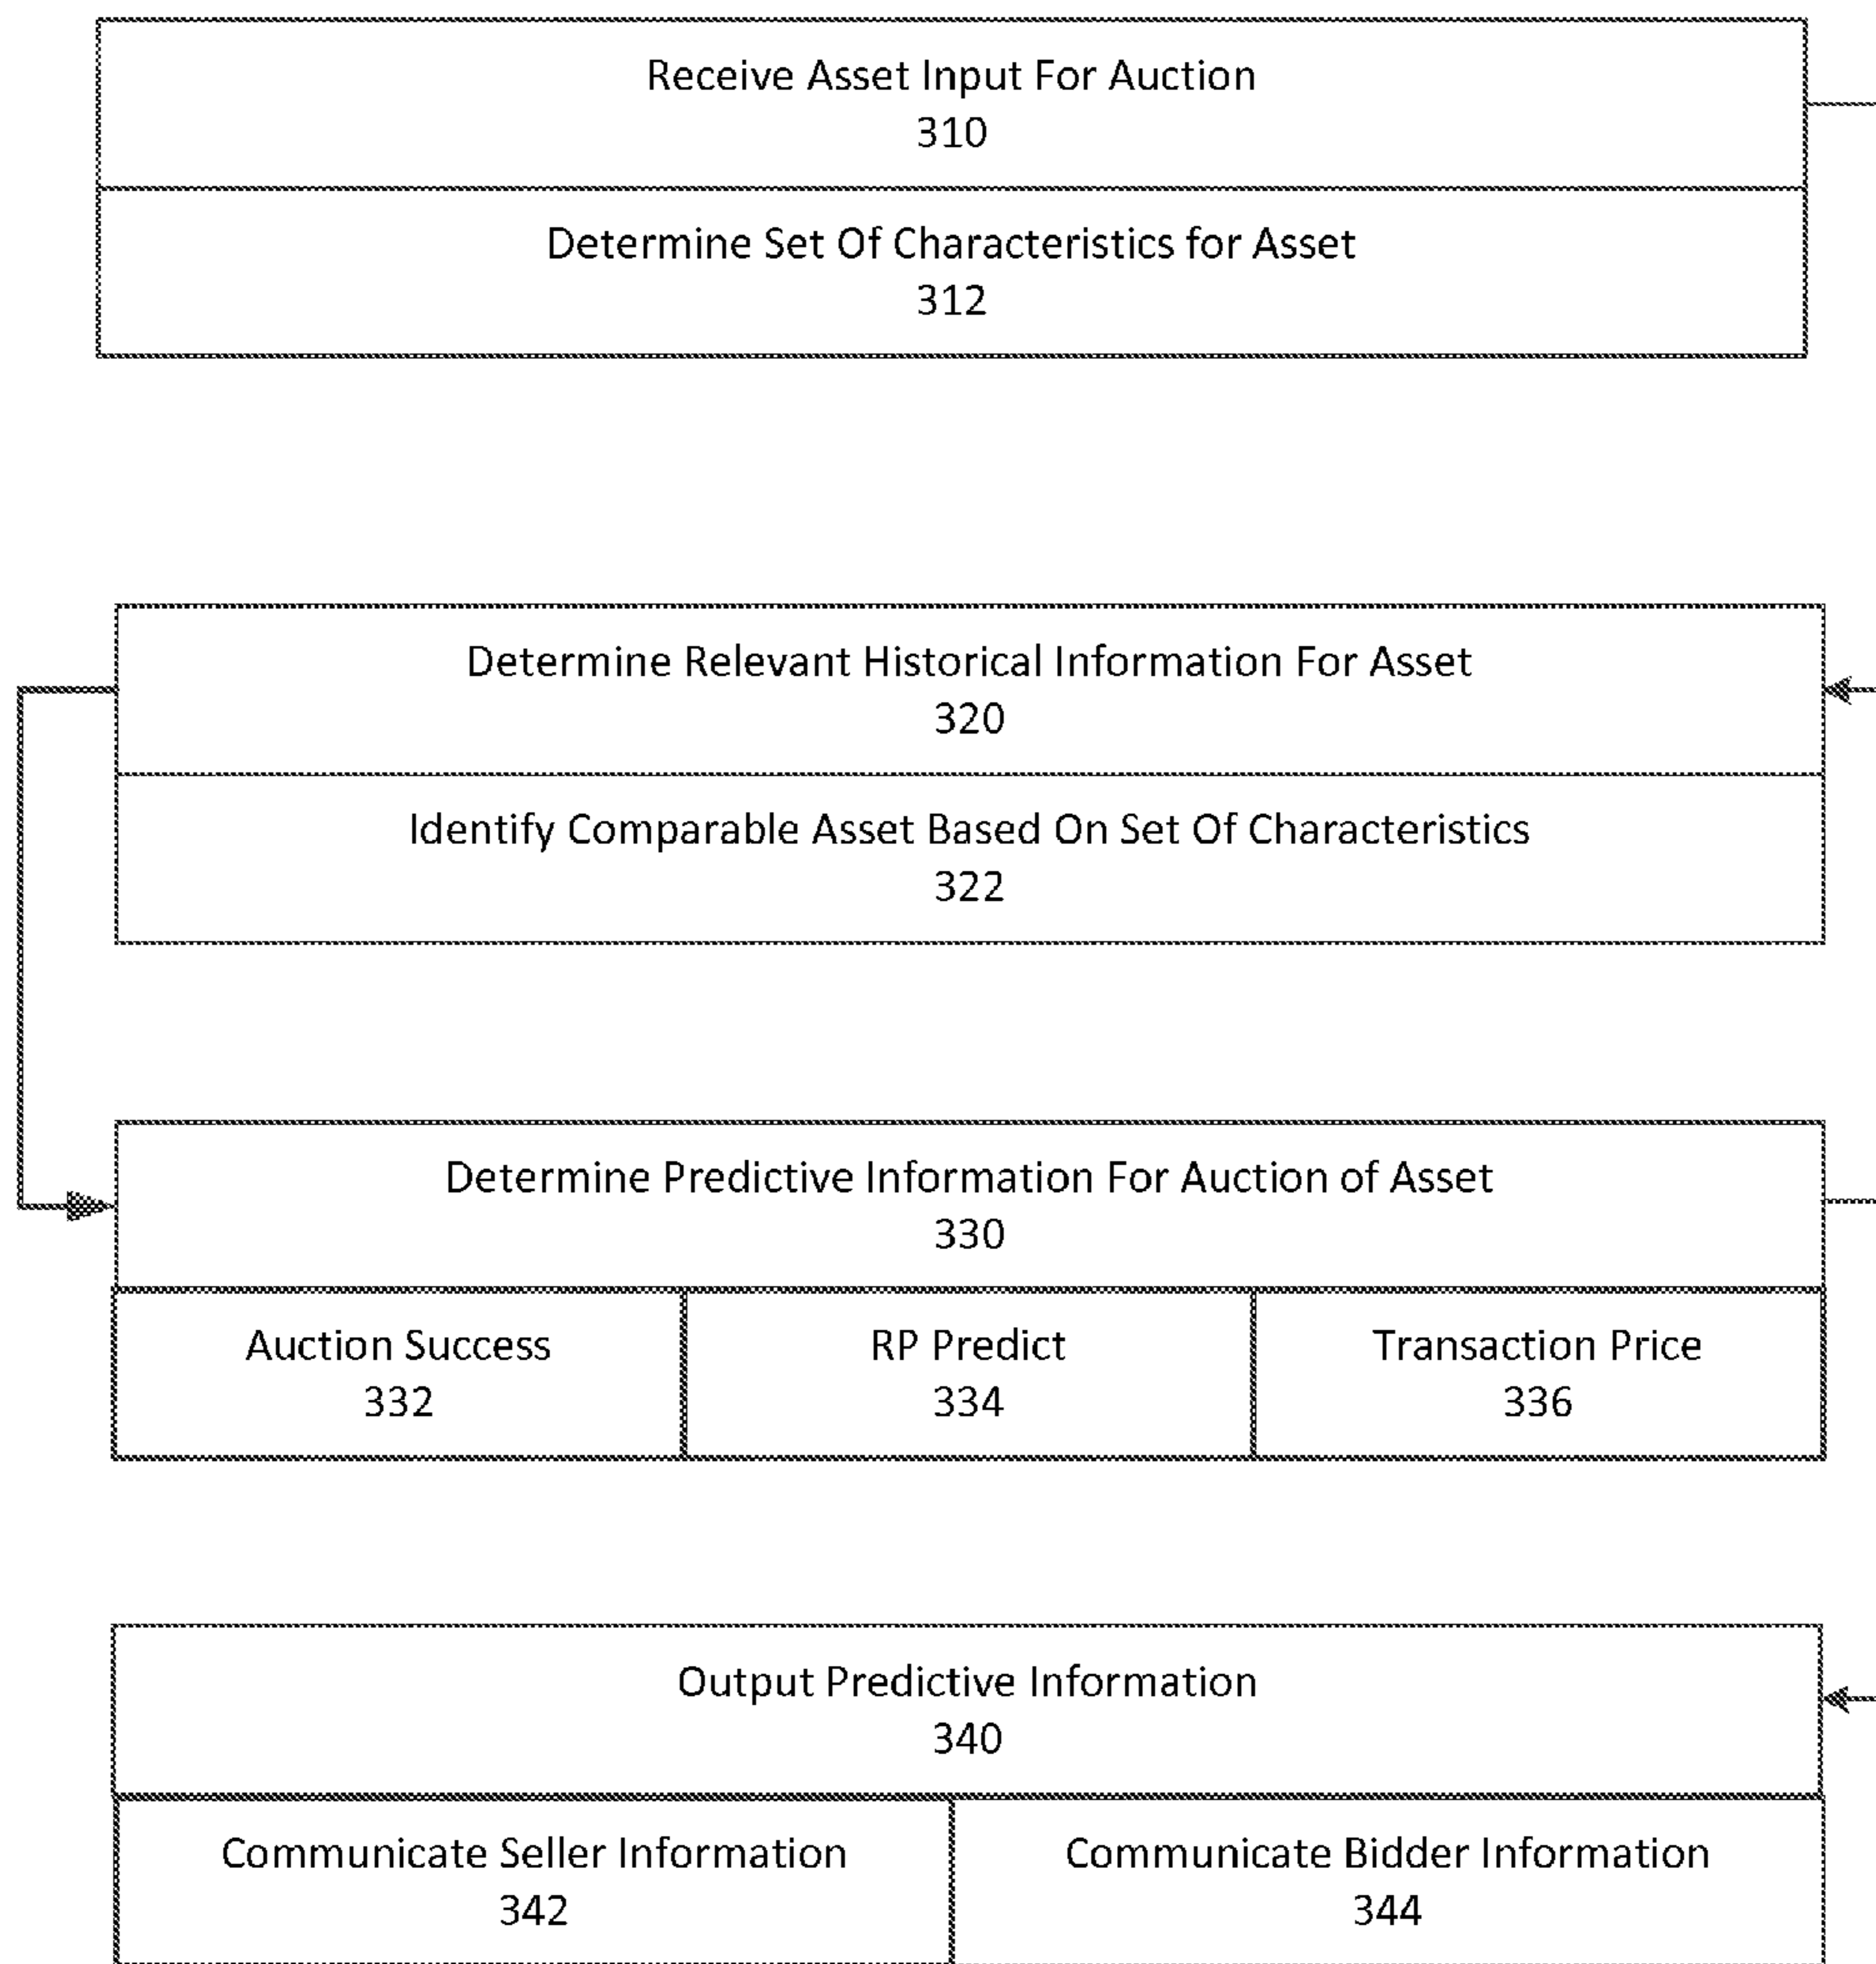 Receive Asset Input For Auction
310
Determine Set Of Characteristics for Asset
312
Determine Relevant Historical Information For Asset
320
Identify Comparable Asset Based On Set Of Characteristics
322
Determine Predictive Information For Auction of Asset
330
Auction Success
332
RP Predict
334
Transaction Price
336
Output Predictive Information
340
Communicate Seller Information
342
Communicate Bidder Information
344